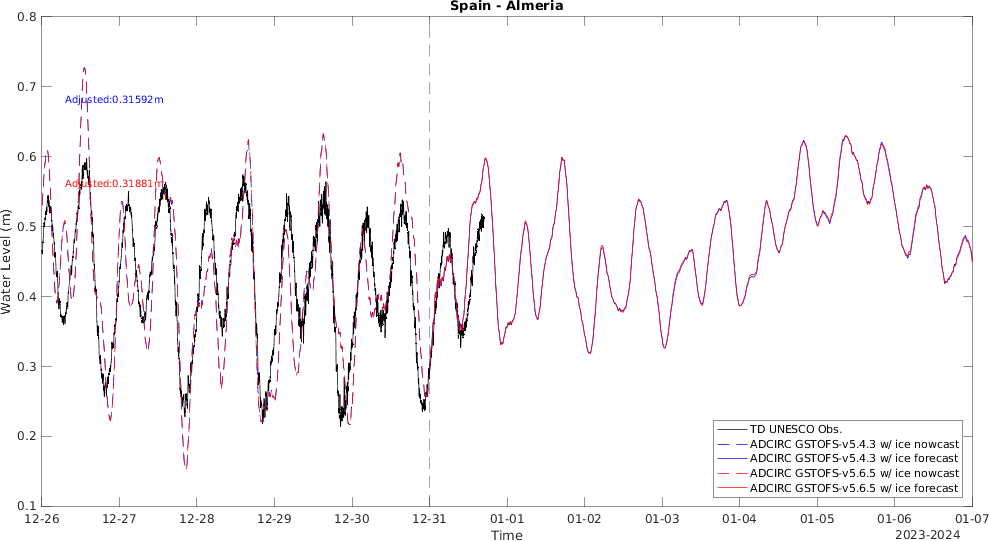 Spain - Almeria
0.8
0.7
0.6
0.5
0.4
0.3
0.2
0.1
Water Level (m)
Adjusted:0.31592m
Adjusted:0.31881m
TD UNESCO Obs.
ADCIRC GSTOFS-v5.4.3 w/ ice nowcast
ADCIRC GSTOFS-v5.4.3 w/ ice forecast
ADCIRC GSTOFS-v5.6.5 w/ ice nowcast
ADCIRC GSTOFS-v5.6.5 w/ ice forecast
12-26 12-27 12-28 12-29 12-30 12-31 01-01 01-02 01-03 01-04 01-05 01-06 01-07
Time
2023-2024